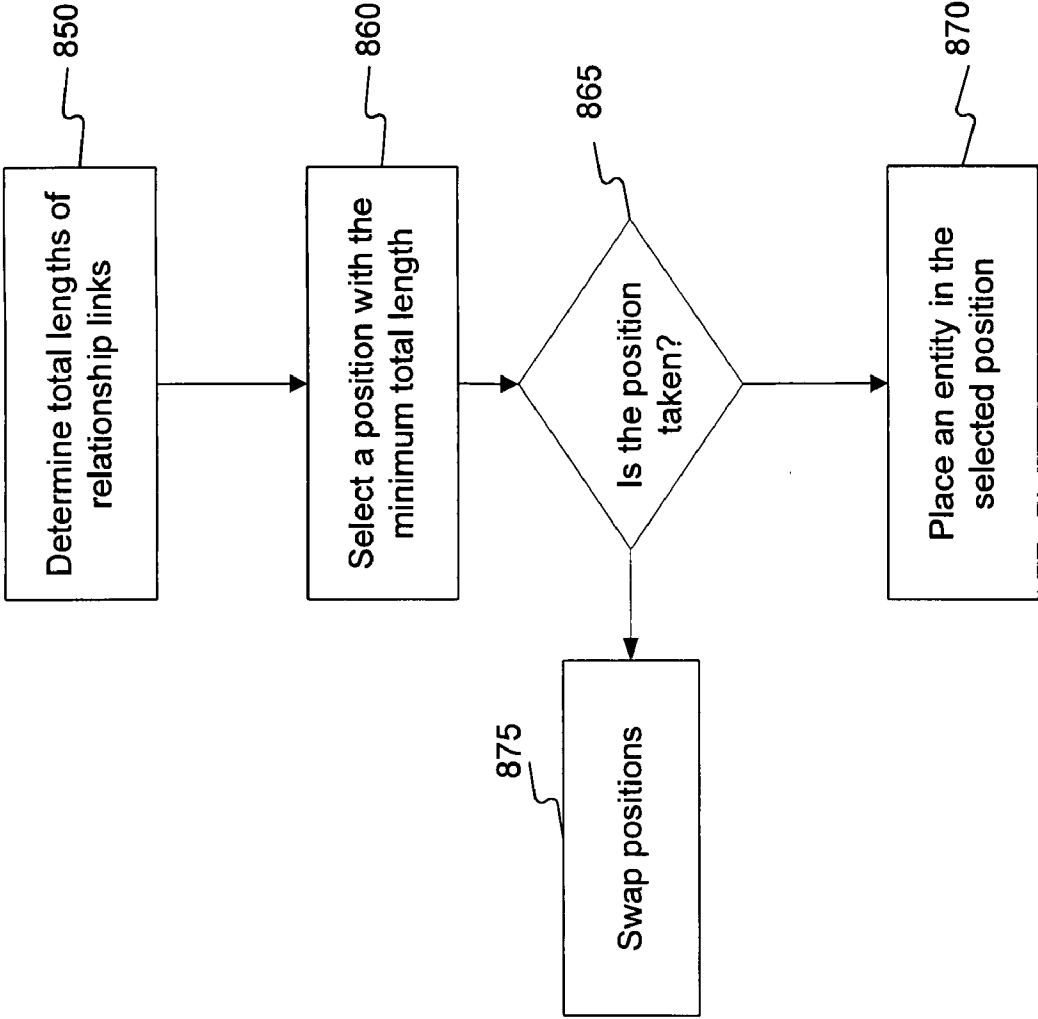 Determine total lengths of
relationship links
850
Select a position with the
minimum total length
860
Is the position
taken?
865
Swap positions
875
Place an entity in the
selected position
870